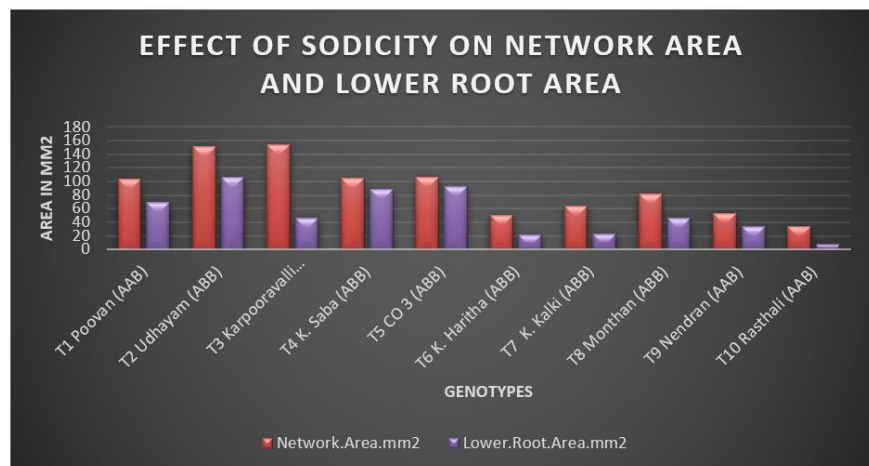 EFFECT OF SODICITY ON NETWORK AREA
AND LOWER ROOT AREA
AREA IN MM2
180
160
140
120
100
80
60
40
20
0
T1 Poovan (AAB)
T2 Udhayam (ABB)
T3 Karpooravalli...
T4 K. Saba (ABB)
T5 CO 3 (ABB)
T6 K. Haritha (ABB)
T7 K. Kalki (ABB)
T8 Monthan (ABB)
T9 Nendran (AAB)
T10 Rasthali (AAB)
GENOTYPES
Network.Area.mm2
Lower.Root.Area.mm2